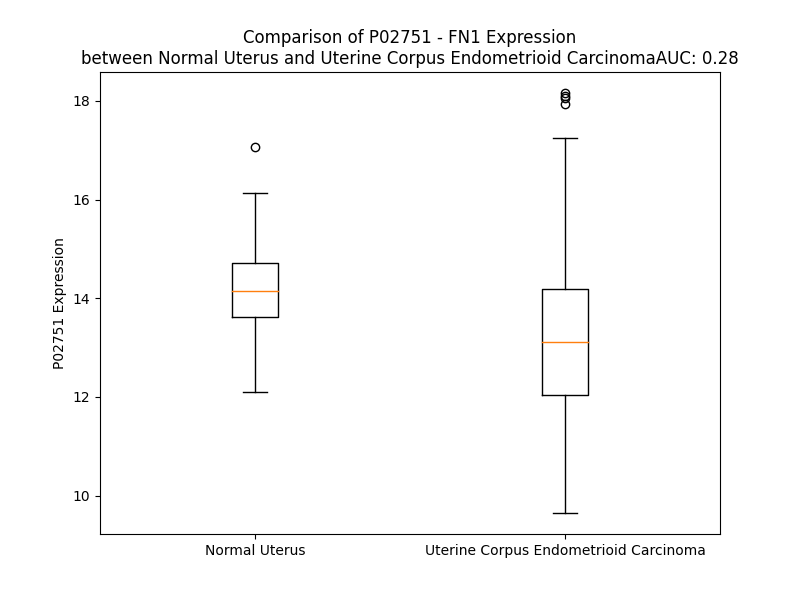 Comparison of P02751 - FN1 Expression
between Normal Uterus and Uterine Corpus Endometrioid CarcinomaAUC: 0.28
18
16
14
12
10
P02751 Expression
Normal Uterus
Uterine Corpus Endometrioid Carcinoma